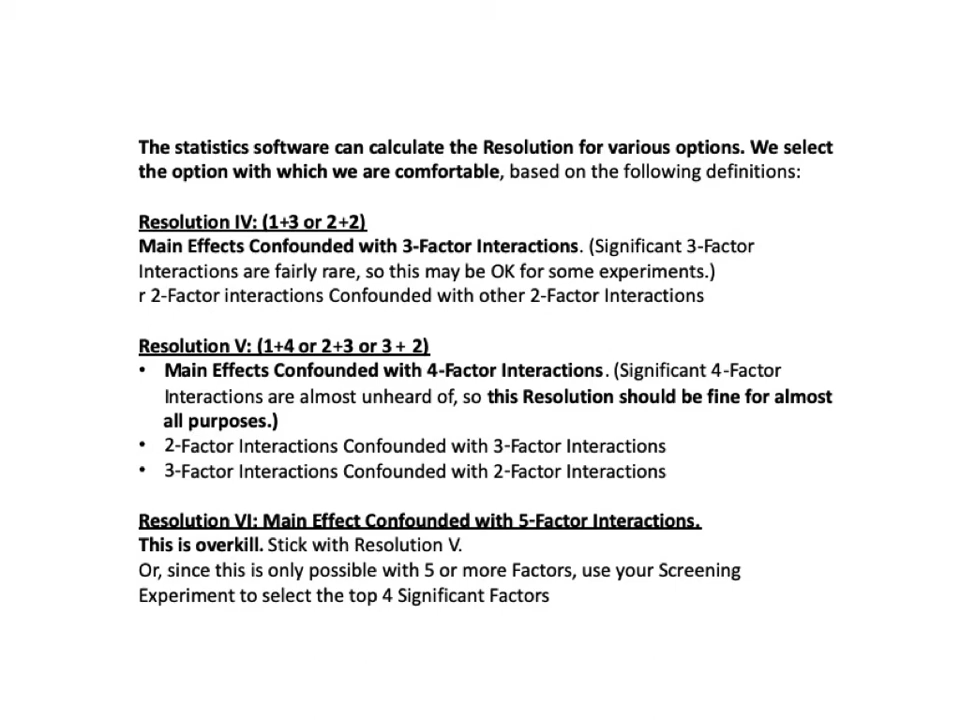 The statistics software can calculate the Resolution for various options. We select
the option with which we are comfortable, based on the following definitions:
Resolution IV: (1+3 or 2+2)
Main Effects Confounded with 3-Factor Interactions. (Significant 3-Factor
Interactions are fairly rare, so this may be OK for some experiments.)
r 2-Factor interactions Confounded with other 2-Factor Interactions
Resolution V: (1+4 or 2+3 or 3 + 2)
• Main Effects Confounded with 4-Factor Interactions. (Significant 4-Factor
Interactions are almost unheard of, so this Resolution should be fine for almost
all purposes.)
• 2-Factor Interactions Confounded with 3-Factor Interactions
• 3-Factor Interactions Confounded with 2-Factor Interactions
Resolution VI: Main Effect Confounded with 5-Factor Interactions.
This is overkill. Stick with Resolution V.
Or, since this is only possible with 5 or more Factors, use your Screening
Experiment to select the top 4 Significant Factors